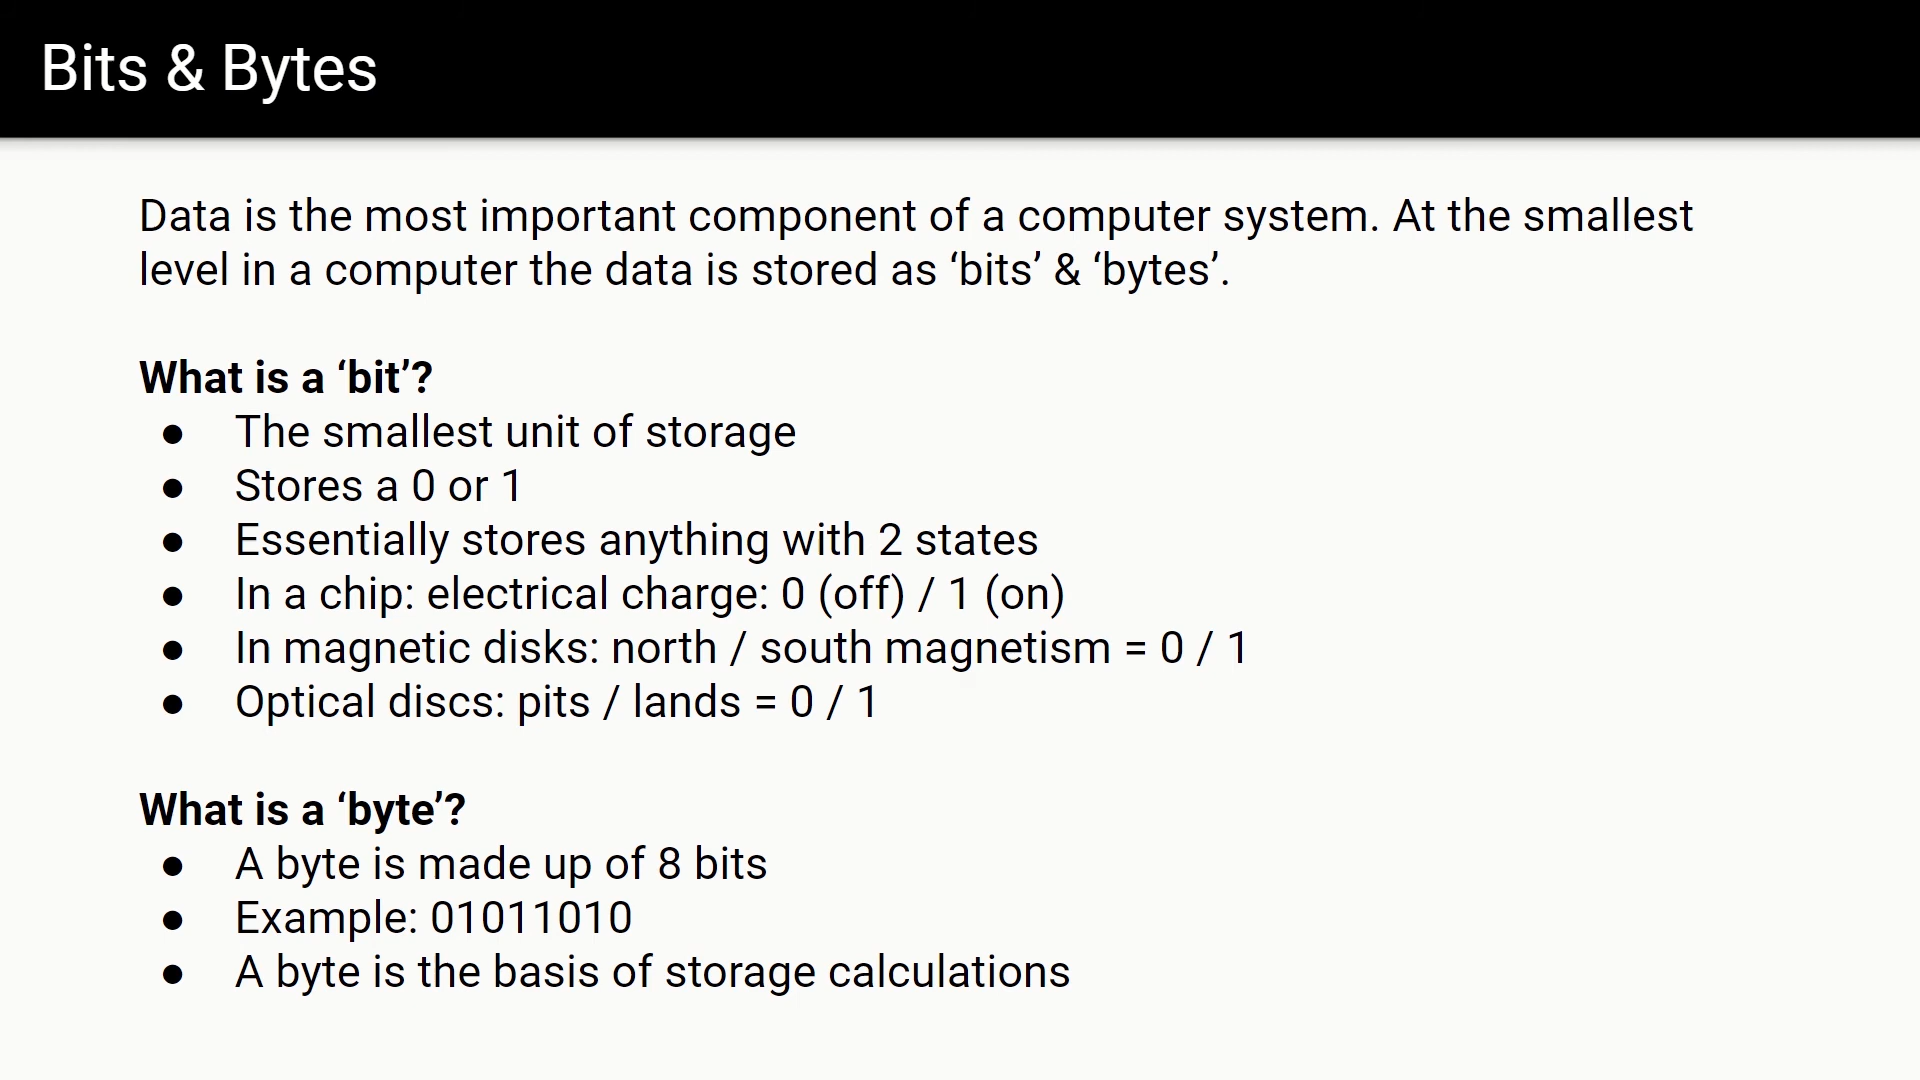 Bits & Bytes
Data is the most important component of a computer system. At the smallest
level in a computer the data is stored as ‘bits’ & ‘bytes’.
What is a ‘bit’?
● The smallest unit of storage
● Stores a 0 or 1
● Essentially stores anything with 2 states
● In a chip: electrical charge: 0 (off) / 1 (on)
● In magnetic disks: north / south magnetism = 0 / 1
● Optical discs: pits / lands = 0 / 1
What is a ‘byte’?
● A byte is made up of 8 bits
● Example: 01011010
● A byte is the basis of storage calculations